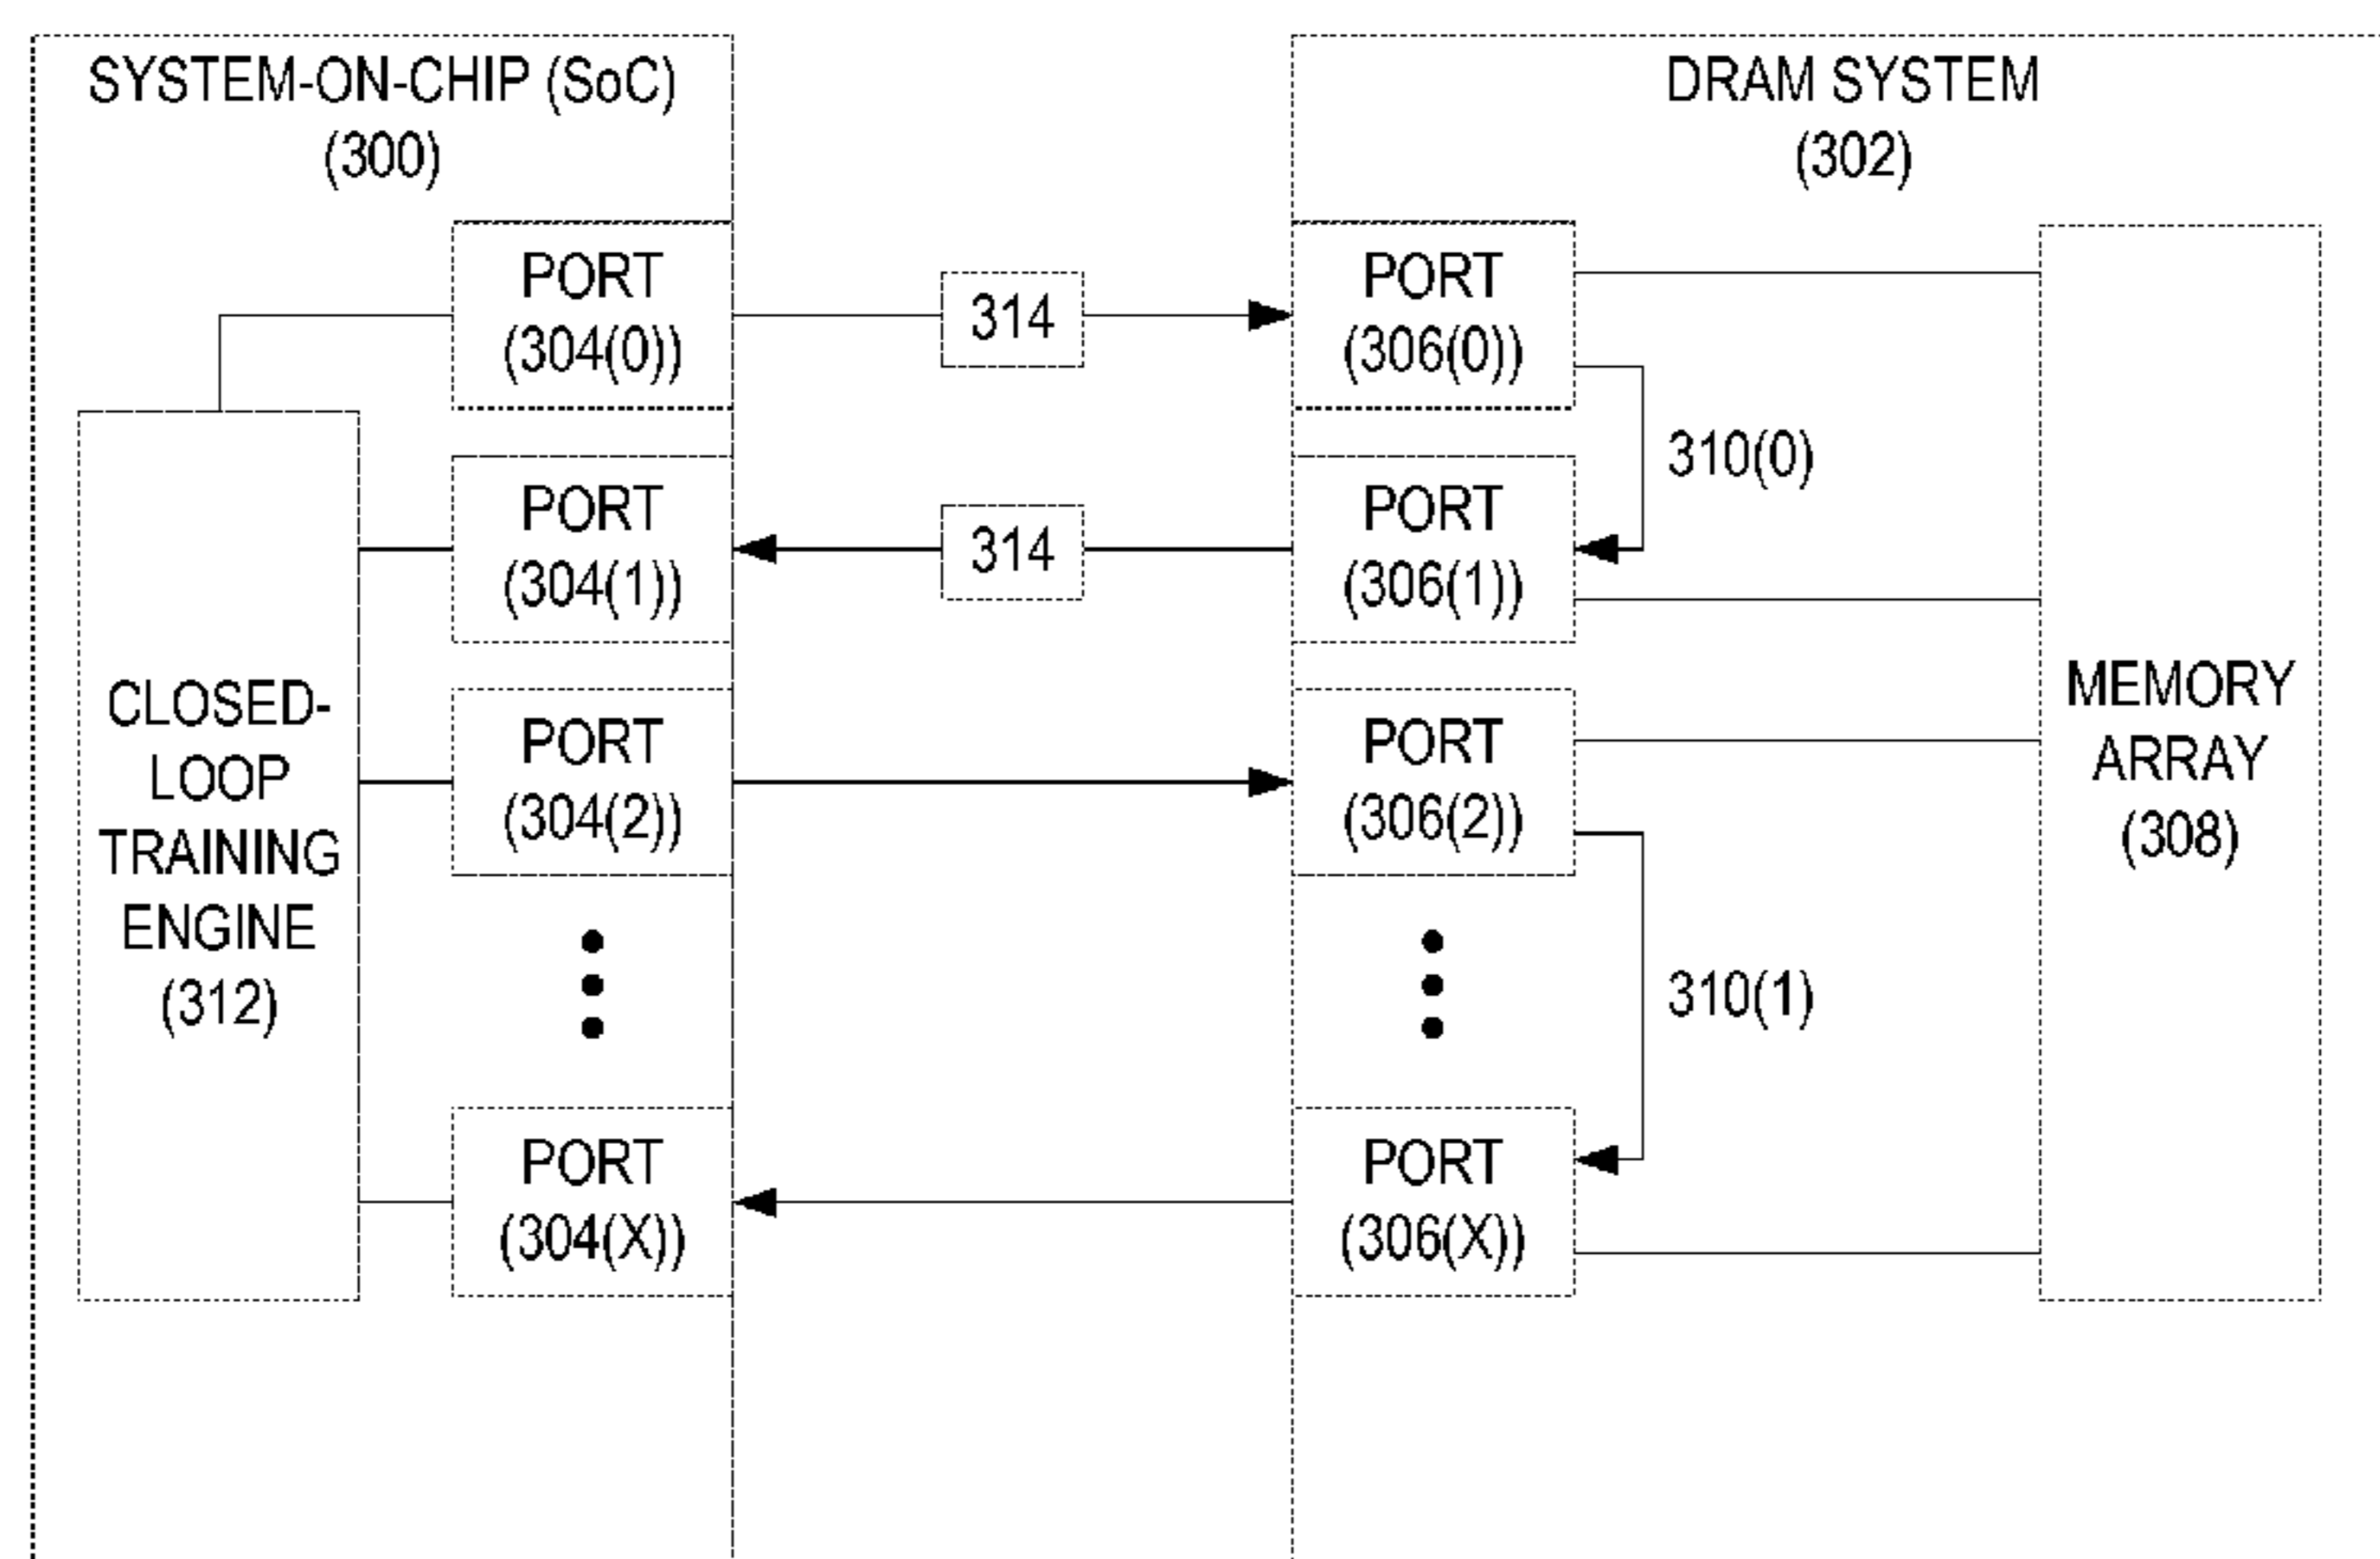 SYSTEM-ON-CHIP (SoC)
(300)
DRAM SYSTEM
(302)
PORT
(304(0))
314
PORT
(306(0))
310(0)
PORT
(304(1))
314
PORT
(306(1))
PORT
(304(2))
PORT
(306(2))
310(1)
PORT
(304(X))
PORT
(306(X))
CLOSED-
LOOP
TRAINING
ENGINE
(312)
MEMORY
ARRAY
(308)